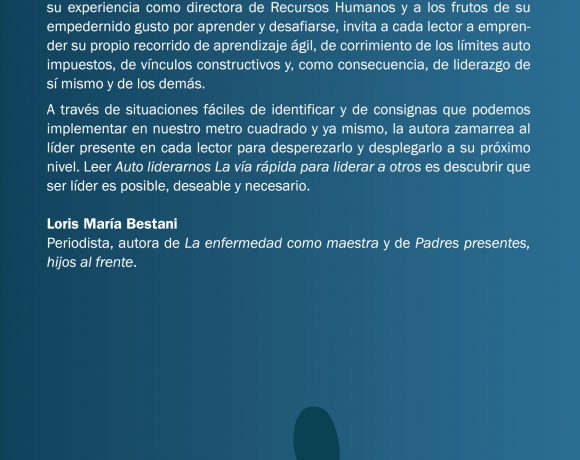 su experiencia como directora de Recursos Humanos y a los frutos de su
empedernido gusto por aprender y desafiarse, invita a cada lector a empren-
der su propio recorrido de aprendizaje ágil, de corrimiento de los límites auto
impuestos, de vínculos constructivos y, como consecuencia, de liderazgo de
sí mismo y de los demás.
A través de situaciones fáciles de identificar y de consignas que podemos
implementar en nuestro metro cuadrado y ya mismo, la autora zamarrea al
líder presente en cada lector para desperezarlo y desplegarlo a su próximo
nivel. Leer Auto liderarnos La vía rápida para liderar a otros es descubrir que
ser líder es posible, deseable y necesario.
Loris María Bestani
Periodista, autora de La enfermedad como maestra y de Padres presentes,
hijos al frente.